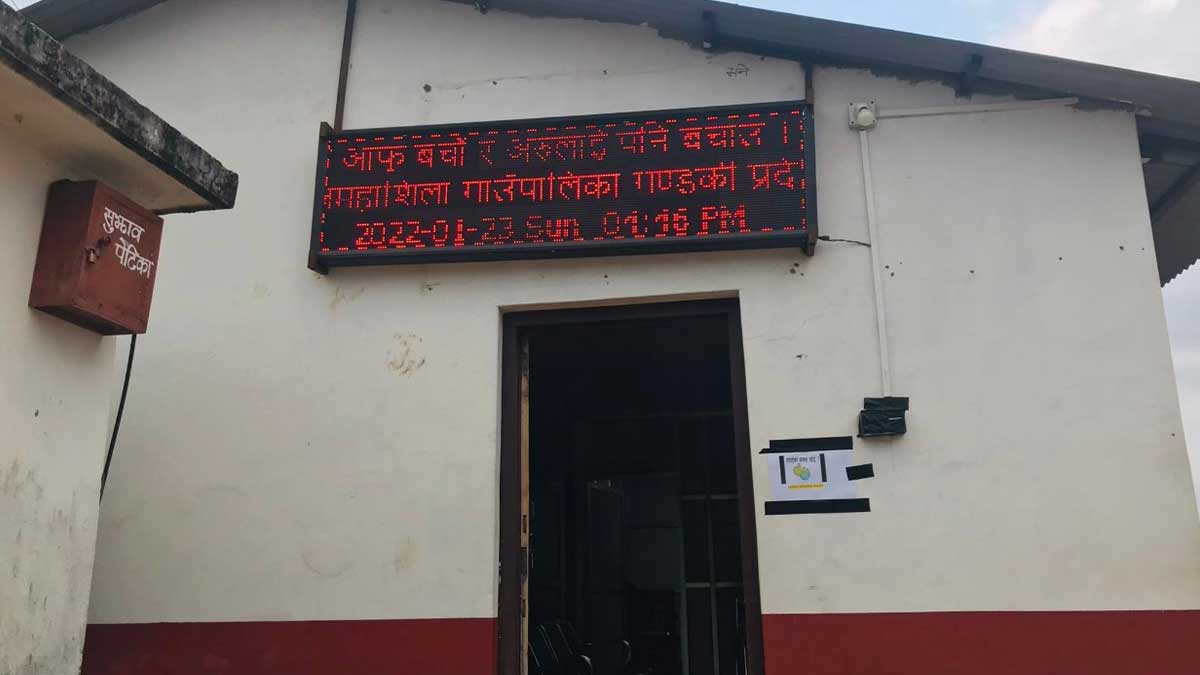 आफू बचौं र अरुलाई पनि बचाऔं ।
महाशिला गाउँपालिका गण्डकी प्रदे
2022-01-23 Sun 01:16 PM
सुझाव
पेटिका